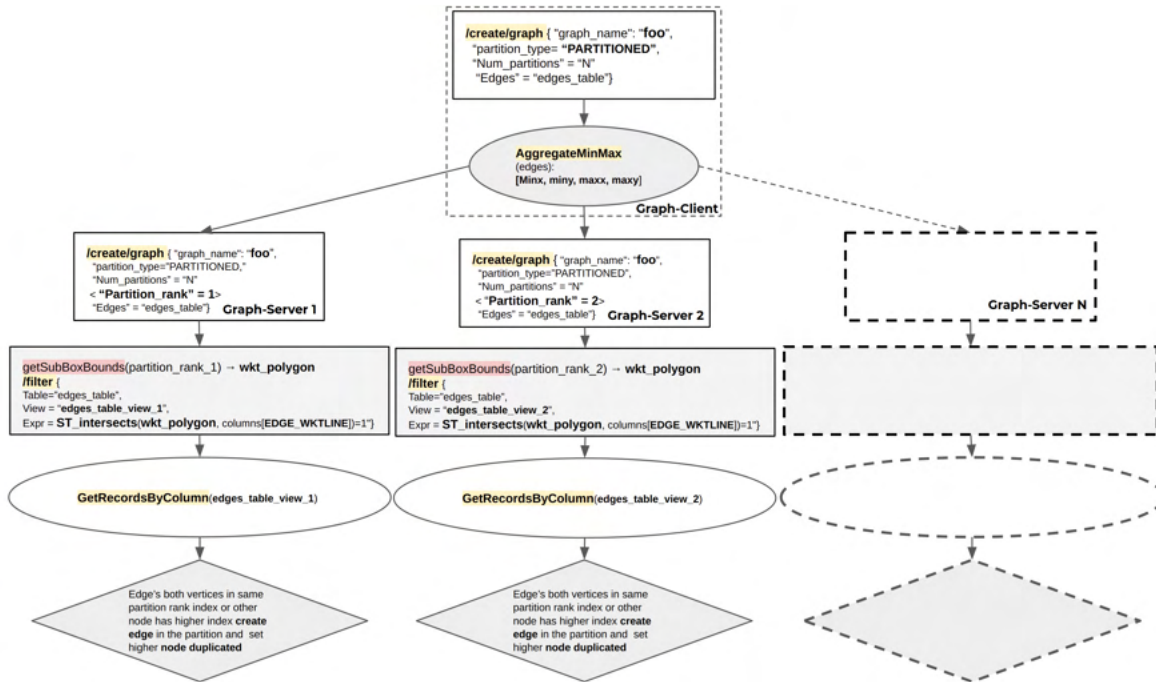 /create/graph { "graph_name": "foo",
"partition_type= “PARTITIONED”,
“Num_partitions” = “N”
“Edges” = “edges_table”}
AggregateMinMax
(edges):
[Minx, miny, maxx, maxy]
Graph-Client
/create/graph { "graph_name": “foo”,
“partition_type=”PARTITIONED,”
“Num_partitions” = “N”
< “Partition_rank” = 1>
“Edges” = “edges_table”}
Graph-Server 1
/create/graph { "graph_name": “foo”,
“partition_type=”PARTITIONED”,
“Num_partitions” = “N”
< “Partition_rank” = 2>
“Edges” = “edges_table”}
Graph-Server 2
Graph-Server N
getSubBoxBounds(partition_rank_1) → wkt_polygon
/filter {
Table=”edges_table”,
View = “edges_table_view_1”,
Expr = ST_intersects(wkt_polygon, columns[EDGE_WKTLINE])=1”}
getSubBoxBounds(partition_rank_2) → wkt_polygon
/filter {
Table=”edges_table”,
View = “edges_table_view_2”,
Expr = ST_intersects(wkt_polygon, columns[EDGE_WKTLINE])=1”}
GetRecordsByColumn(edges_table_view_1)
GetRecordsByColumn(edges_table_view_2)
Edge’s both vertices in same
partition rank index or other
node has higher index create
edge in the partition and set
higher node duplicated
Edge’s both vertices in same
partition rank index or other
node has higher index create
edge in the partition and set
higher node duplicated